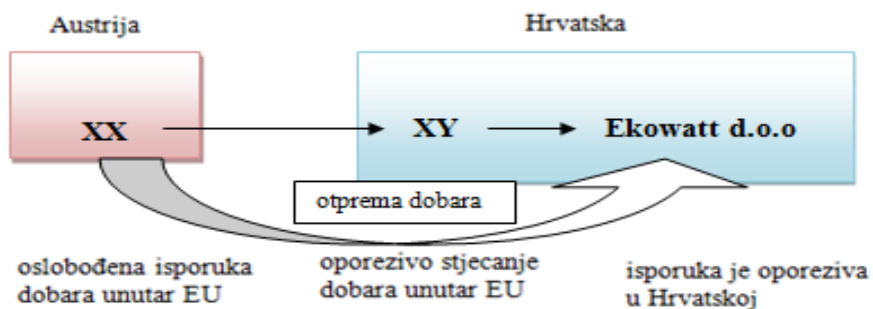 Austrija
Hrvatska
XX
XY
Ekowatt d.o.o
otprema dobara
oslobođena isporuka
dobara unutar EU
oporezivo stjecanje
dobara unutar EU
isporuka je oporeziva
u Hrvatskoj